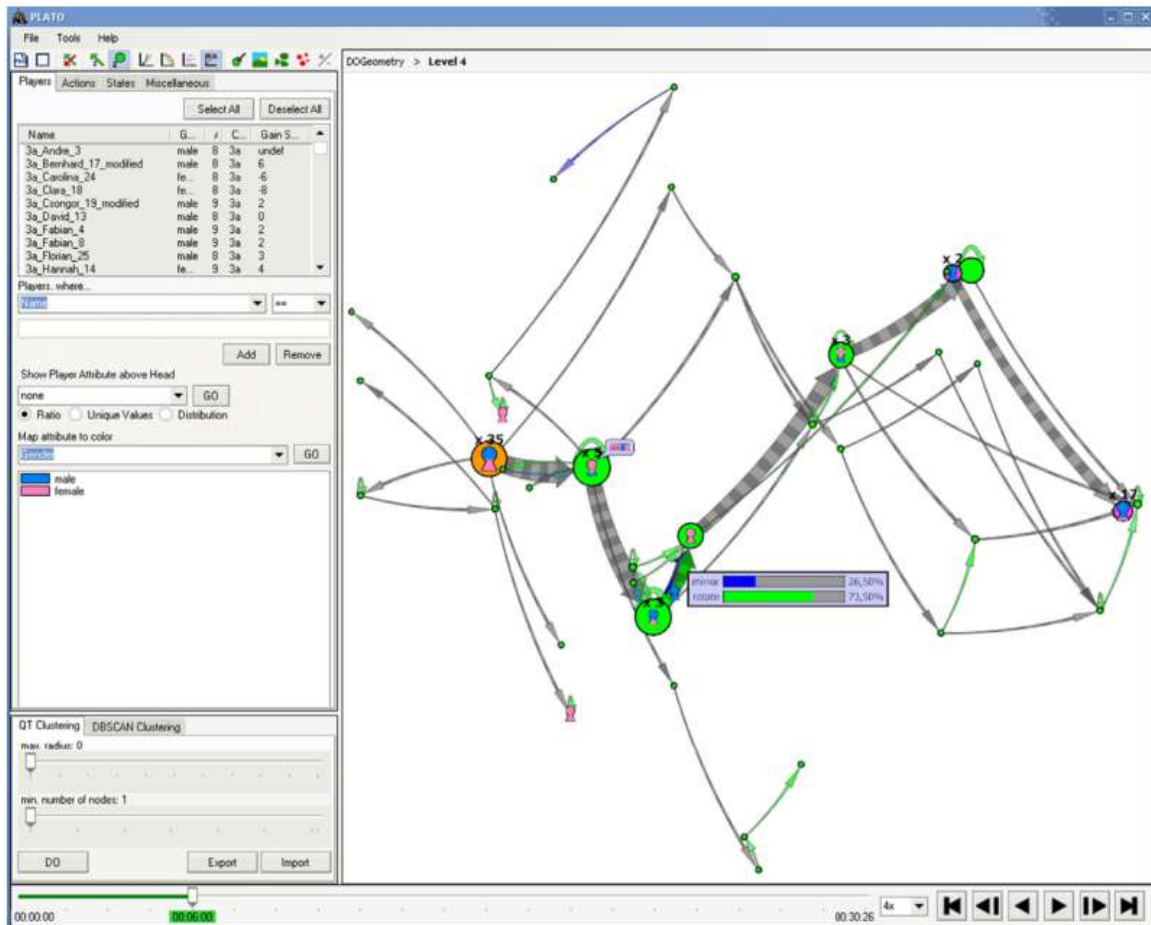 PLATO
File Tools Help
DOGeometry > Level 4
Players Actions States Miscellaneous
Select All Deselect All
Name G... / C... Gain S...
3a_Andre_3 male 8 3a undef
3a_Bernhard_17_modified male 8 3a 6
3a_Carolina_24 fe... 8 3a -6
3a_Clara_18 fe... 8 3a -8
3a_Csongor_19_modified male 9 3a 2
3a_David_13 male 8 3a 0
3a_Fabian_4 male 9 3a 2
3a_Fabian_8 male 9 3a 2
3a_Florian_25 male 8 3a 3
3a_Hannah_14 fe... 9 3a 4
Players, where...
Name ==
Add Remove
Show Player Attribute above Head
none GO
Ratio Unique Values Distribution
Map attribute to color
Gender GO
male
female
x 2
x 3
x 35
x 5
x 17
mirror 26,50%
rotate 73,50%
x 3
QT Clustering DBSCAN Clustering
max. radius: 0
min. number of nodes: 1
DO Export Import
00:00:00 00:06:00 00:30:26 4x